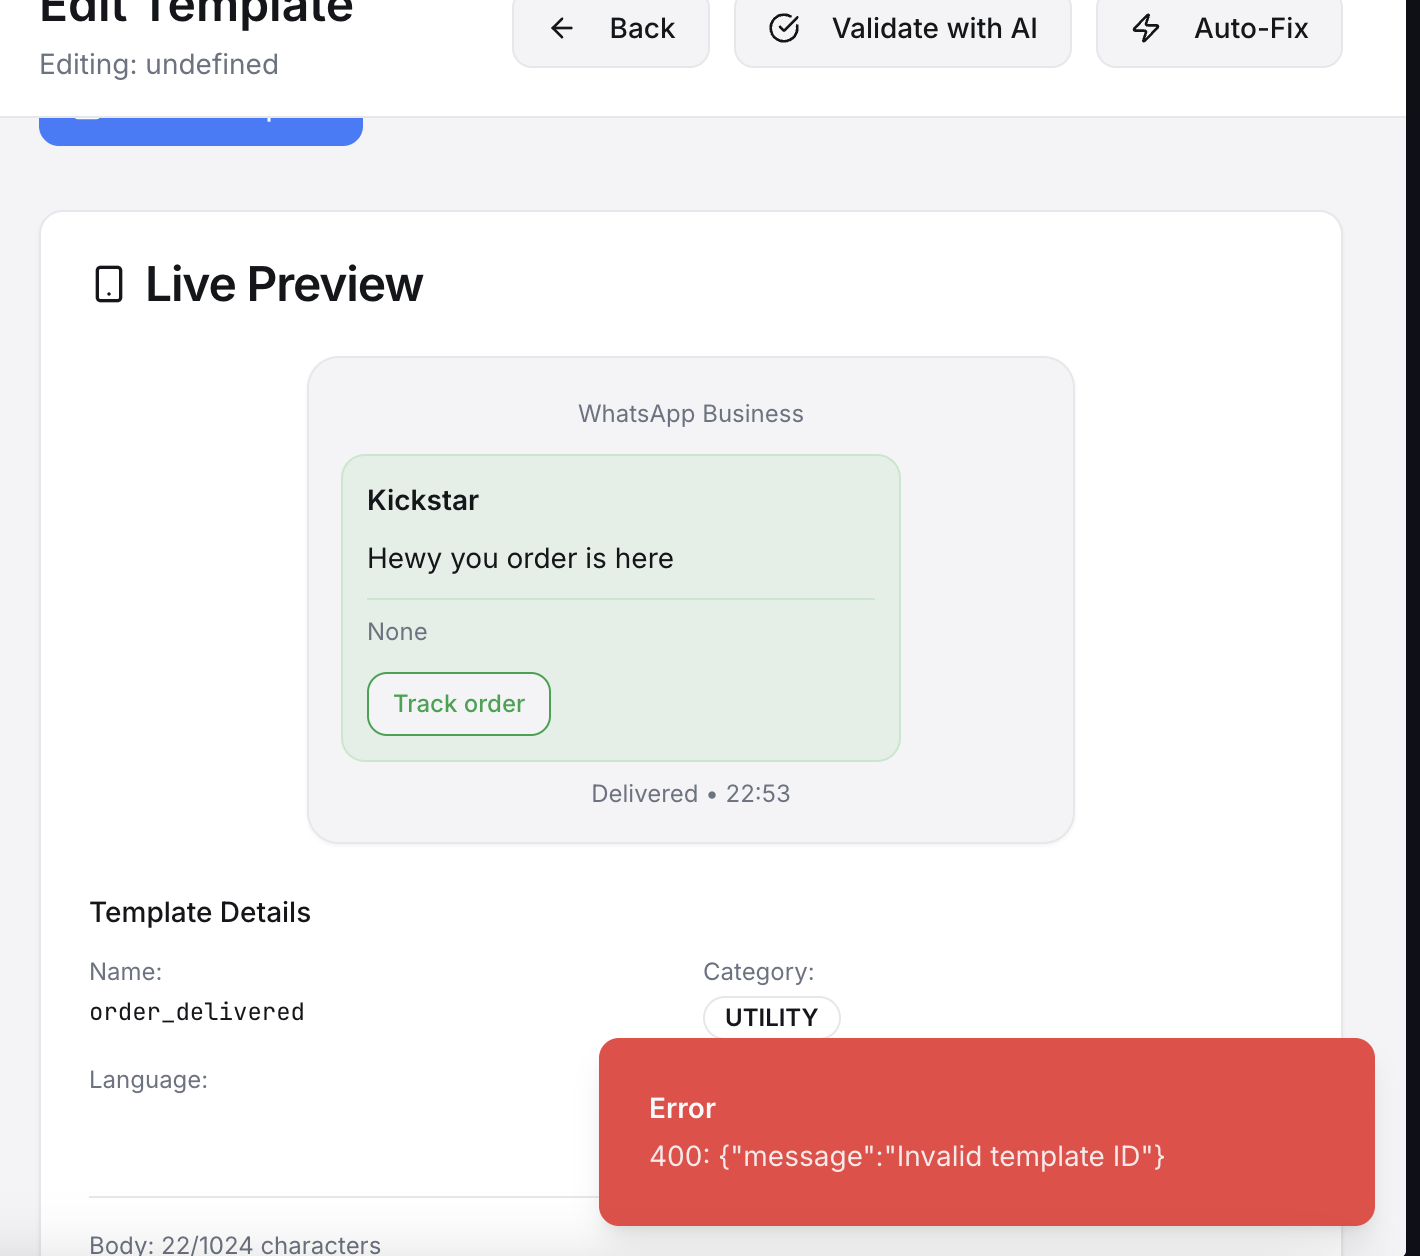 Edit Template
Editing: undefined
Back
Validate with AI
Auto-Fix
Live Preview
WhatsApp Business
Kickstar
Hewy you order is here
None
Track order
Delivered • 22:53
Template Details
Name:
order_delivered
Category:
UTILITY
Language:
Error
400: {"message":"Invalid template ID"}
Body: 22/1024 characters